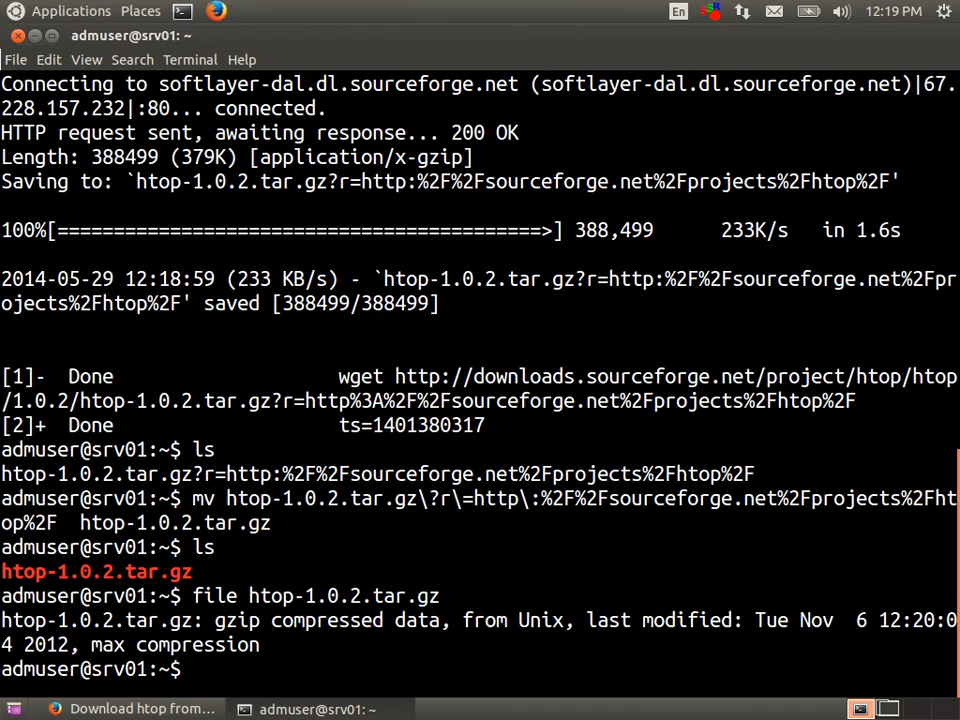 Applications Places En 12:19 PM
admuser@srv01: ~
File Edit View Search Terminal Help
Connecting to softlayer-dal.dl.sourceforge.net (softlayer-dal.dl.sourceforge.net)|67.
228.157.232|:80... connected.
HTTP request sent, awaiting response... 200 OK
Length: 388499 (379K) [application/x-gzip]
Saving to: `htop-1.0.2.tar.gz?r=http:%2F%2Fsourceforge.net%2Fprojects%2Fhtop%2F'
100%[===========================================>] 388,499      233K/s   in 1.6s
2014-05-29 12:18:59 (233 KB/s) - `htop-1.0.2.tar.gz?r=http:%2F%2Fsourceforge.net%2Fpr
ojects%2Fhtop%2F' saved [388499/388499]
[1]-  Done                    wget http://downloads.sourceforge.net/project/htop/htop
/1.0.2/htop-1.0.2.tar.gz?r=http%3A%2F%2Fsourceforge.net%2Fprojects%2Fhtop%2F
[2]+  Done                    ts=1401380317
admuser@srv01:~$ ls
htop-1.0.2.tar.gz?r=http:%2F%2Fsourceforge.net%2Fprojects%2Fhtop%2F
admuser@srv01:~$ mv htop-1.0.2.tar.gz\?r\=http\:%2F%2Fsourceforge.net%2Fprojects%2Fht
op%2F  htop-1.0.2.tar.gz
admuser@srv01:~$ ls
htop-1.0.2.tar.gz
admuser@srv01:~$ file htop-1.0.2.tar.gz
htop-1.0.2.tar.gz: gzip compressed data, from Unix, last modified: Tue Nov  6 12:20:0
4 2012, max compression
admuser@srv01:~$
Download htop from... admuser@srv01: ~